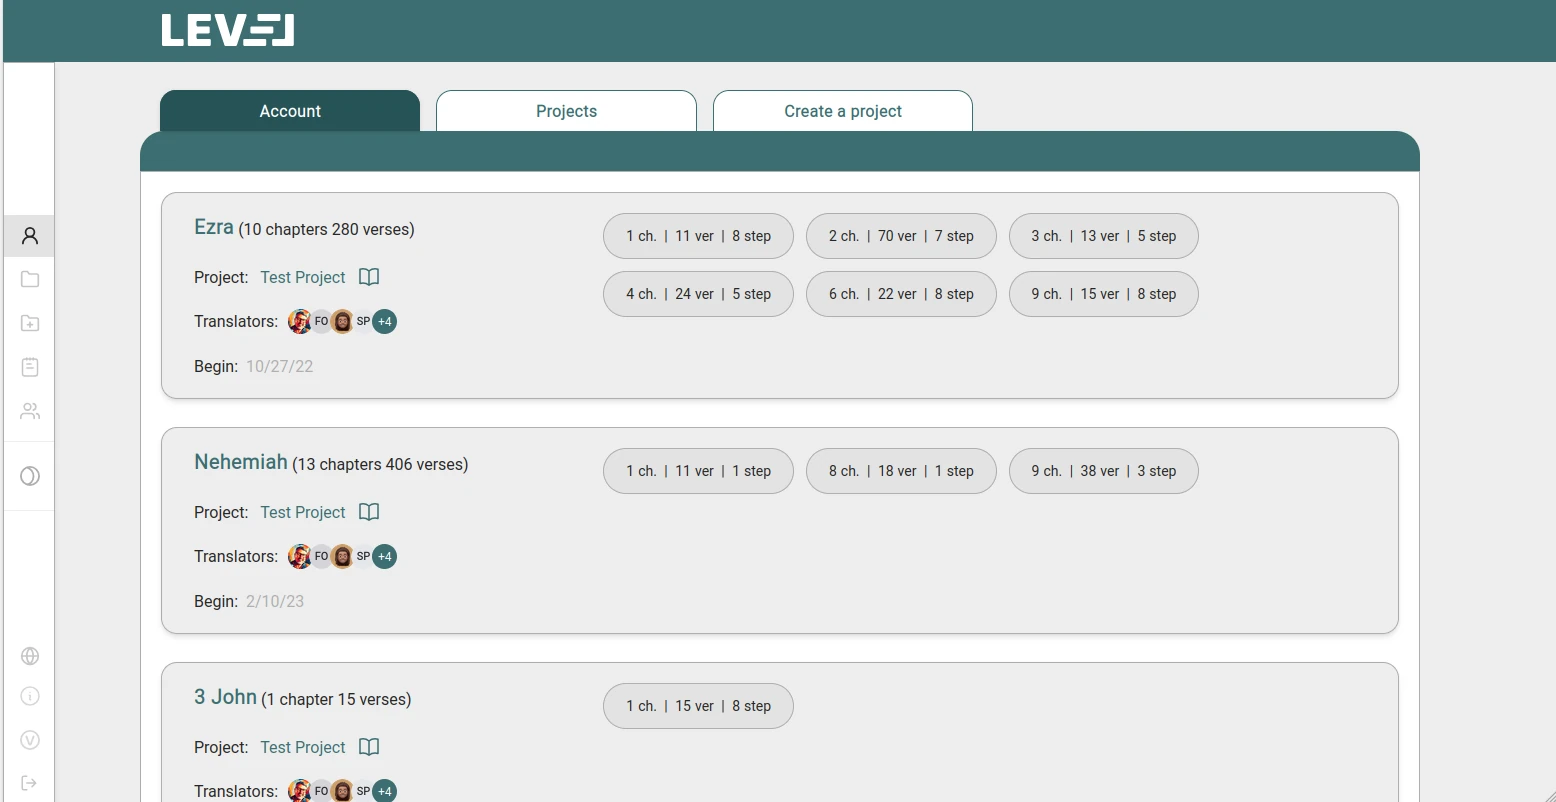 LEVEL
Account
Projects
Create a project
Ezra (10 chapters 280 verses)
Project: Test Project
Translators: FO SP +4
Begin: 10/27/22
1 ch. | 11 ver | 8 step
2 ch. | 70 ver | 7 step
3 ch. | 13 ver | 5 step
4 ch. | 24 ver | 5 step
6 ch. | 22 ver | 8 step
9 ch. | 15 ver | 8 step
Nehemiah (13 chapters 406 verses)
Project: Test Project
Translators: FO SP +4
Begin: 2/10/23
1 ch. | 11 ver | 1 step
8 ch. | 18 ver | 1 step
9 ch. | 38 ver | 3 step
3 John (1 chapter 15 verses)
Project: Test Project
Translators: FO SP +4
1 ch. | 15 ver | 8 step
V